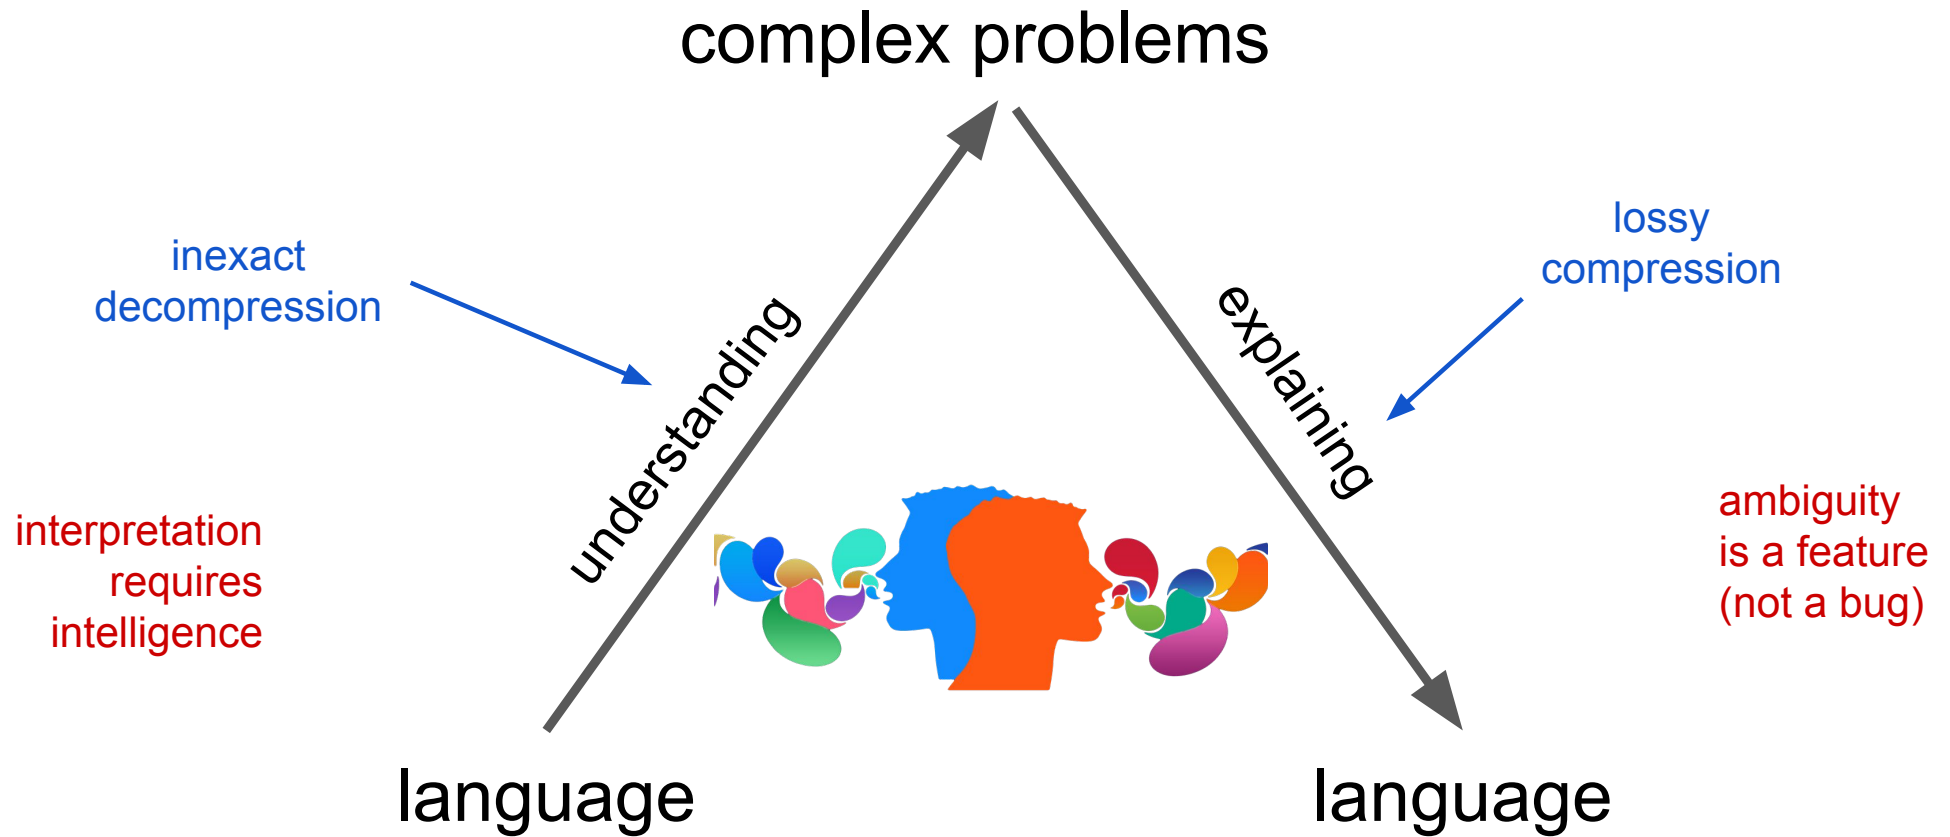 complex problems
inexact
decompression
lossy
compression
understanding
explaining
interpretation
requires
intelligence
ambiguity
is a feature
(not a bug)
language
language